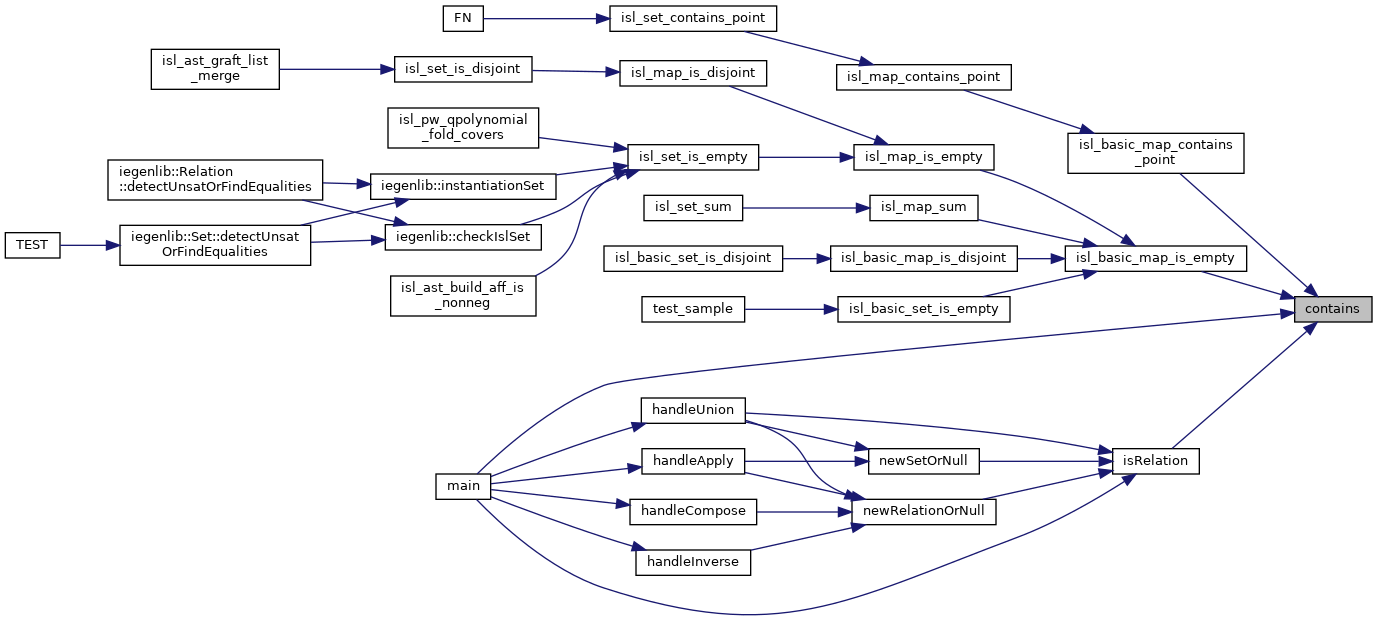 FN
isl_set_contains_point
isl_ast_graft_list
_merge
isl_set_is_disjoint
isl_map_is_disjoint
isl_map_contains_point
isl_pw_qpolynomial
_fold_covers
isl_basic_map_contains
_point
isl_set_is_empty
isl_map_is_empty
iegenlib::Relation
::detectUnsatOrFindEqualities
iegenlib::instantiationSet
isl_set_sum
isl_map_sum
TEST
iegenlib::Set::detectUnsat
OrFindEqualities
iegenlib::checkIslSet
isl_basic_set_is_disjoint
isl_basic_map_is_disjoint
isl_basic_map_is_empty
isl_ast_build_aff_is
_nonneg
test_sample
isl_basic_set_is_empty
contains
handleUnion
handleApply
newSetOrNull
isRelation
main
handleCompose
newRelationOrNull
handleInverse